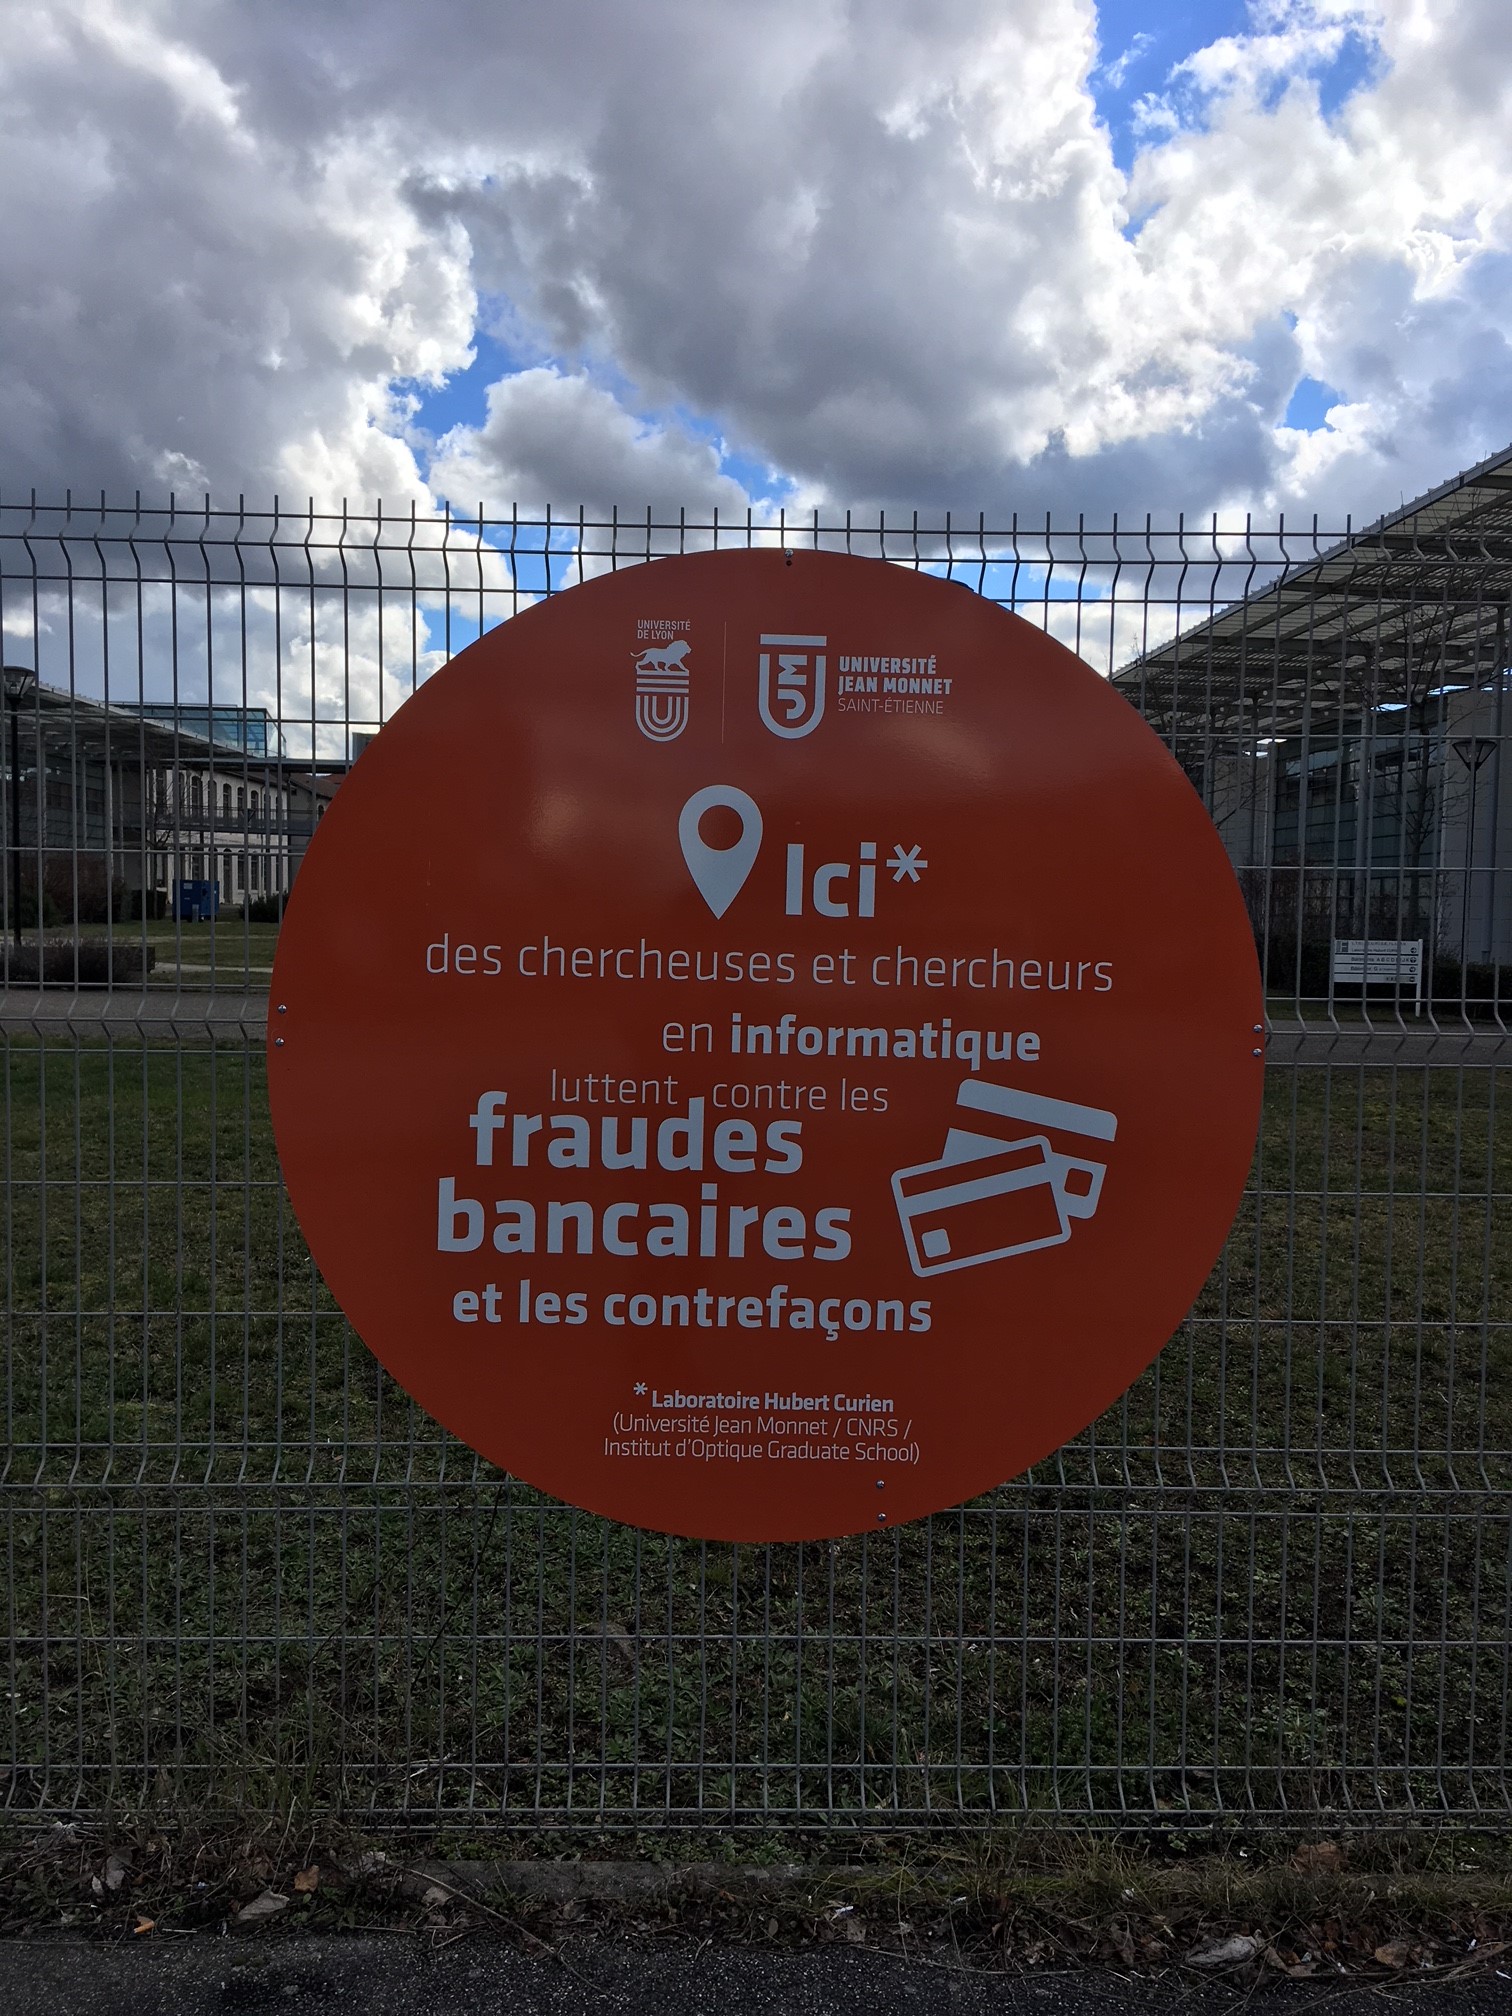 UNIVERSITÉ
DE LYON
UNIVERSITÉ
JEAN MONNET
SAINT-ÉTIENNE
Ici*
des chercheuses et chercheurs
en informatique
luttent contre les
fraudes
bancaires
et les contrefaçons
* Laboratoire Hubert Curien
(Université Jean Monnet / CNRS /
Institut d'Optique Graduate School)